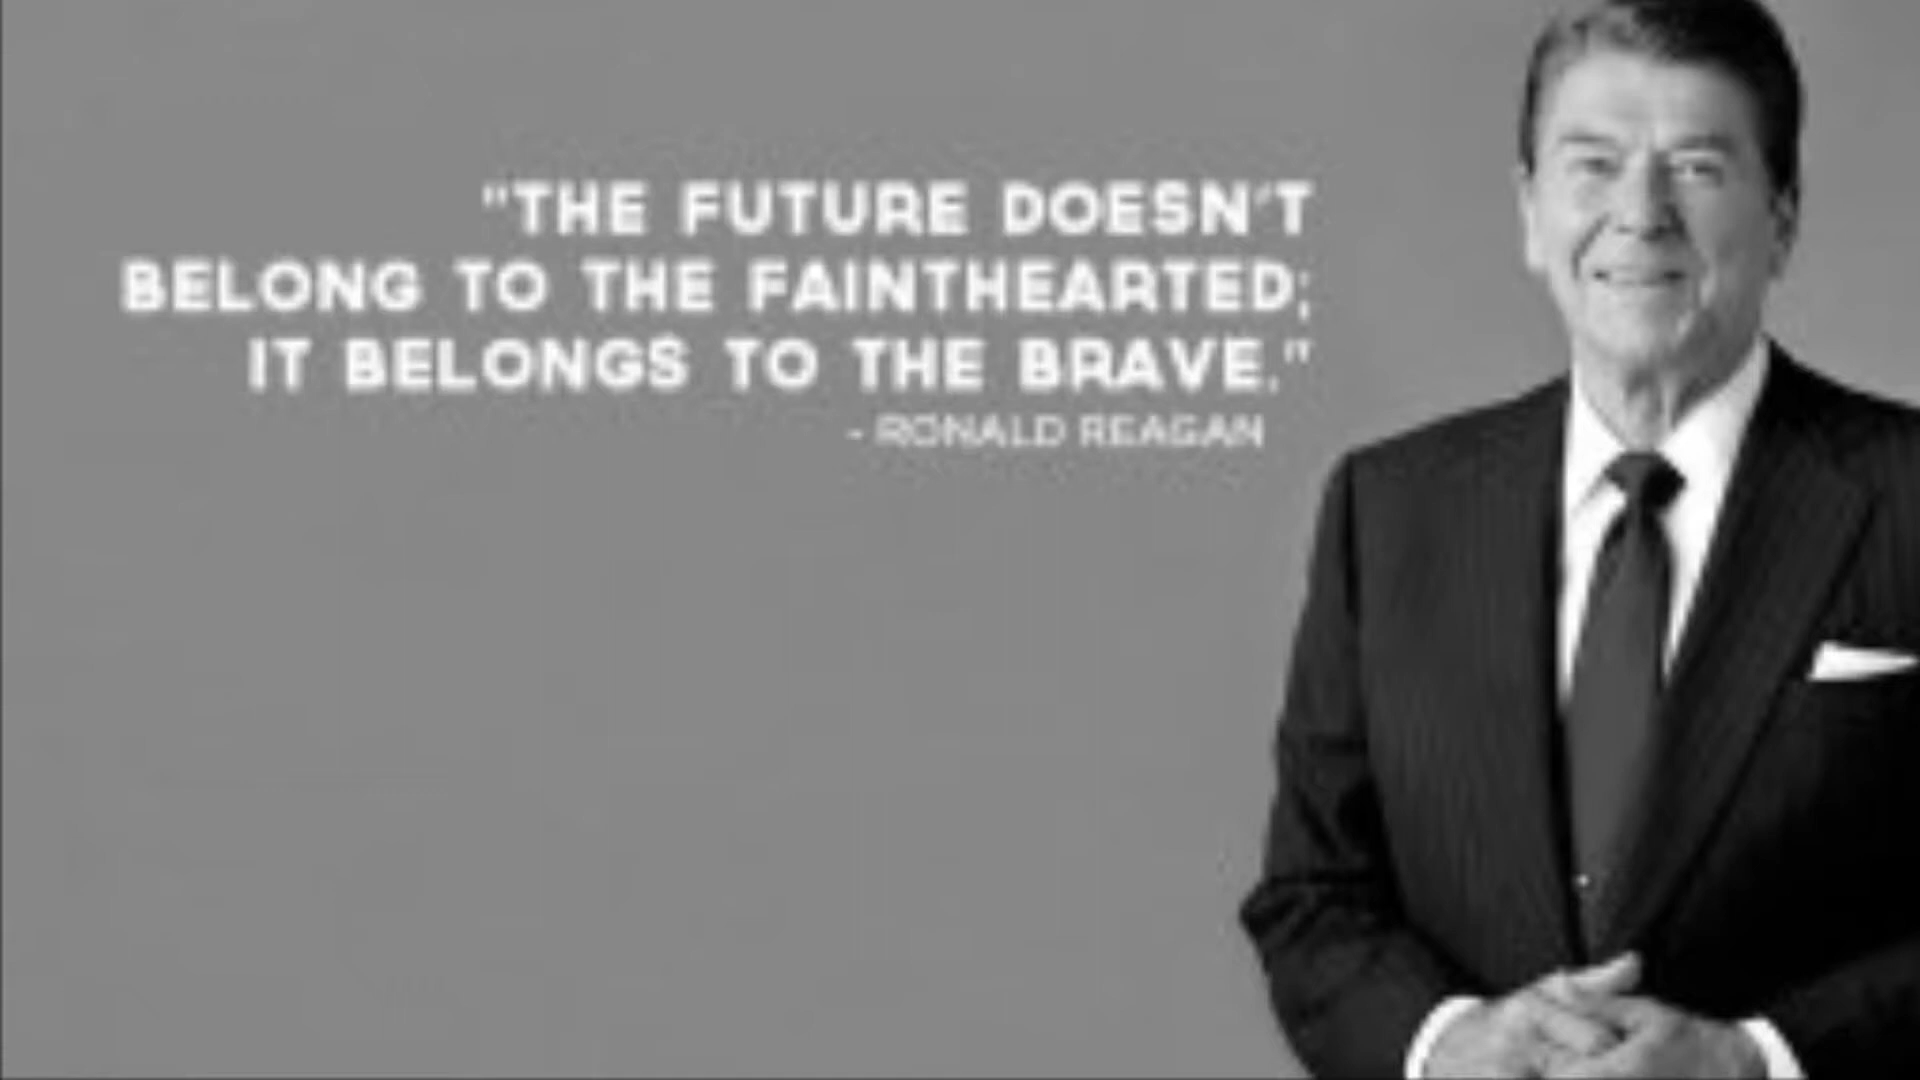 "THE FUTURE DOESN'T
BELONG TO THE FAINTHEARTED;
IT BELONGS TO THE BRAVE."
- RONALD REAGAN